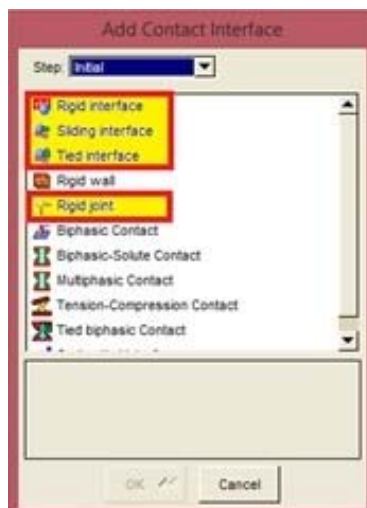 Add Contact Interface
Step: Initial
Rigid interface
Sliding interface
Tied interface
Rigid wall
Rigid joint
Biphasic Contact
Biphasic-Solute Contact
Multiphasic Contact
Tension-Compression Contact
Tied biphasic Contact
OK
Cancel